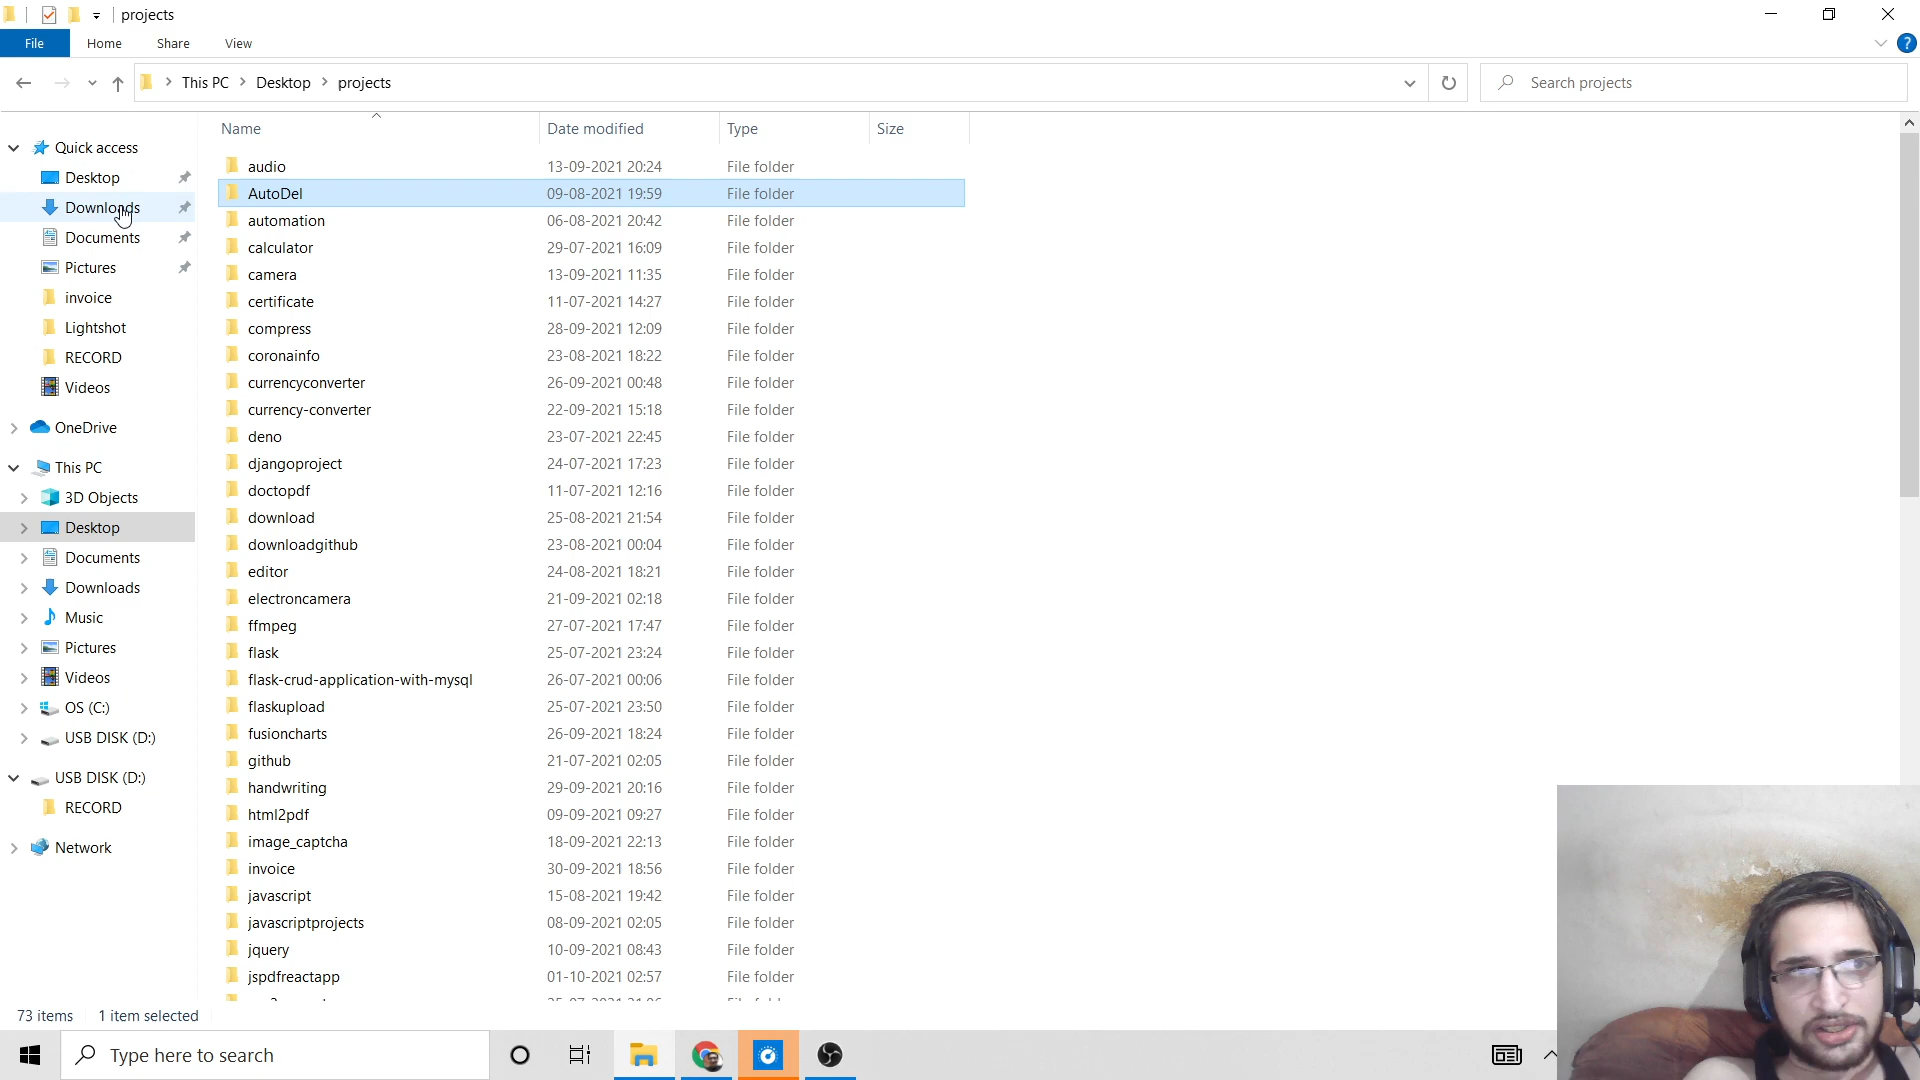 projects
File Home Share View
?
This PC Desktop projects
Search projects
Name Date modified Type Size
Quick access
Desktop
Downloads
Documents
Pictures
invoice
Lightshot
RECORD
Videos
OneDrive
This PC
3D Objects
Desktop
Documents
Downloads
Music
Pictures
Videos
OS (C:)
USB DISK (D:)
USB DISK (D:)
RECORD
Network
audio 13-09-2021 20:24 File folder
AutoDel 09-08-2021 19:59 File folder
automation 06-08-2021 20:42 File folder
calculator 29-07-2021 16:09 File folder
camera 13-09-2021 11:35 File folder
certificate 11-07-2021 14:27 File folder
compress 28-09-2021 12:09 File folder
coronainfo 23-08-2021 18:22 File folder
currencyconverter 26-09-2021 00:48 File folder
currency-converter 22-09-2021 15:18 File folder
deno 23-07-2021 22:45 File folder
djangoproject 24-07-2021 17:23 File folder
doctopdf 11-07-2021 12:16 File folder
download 25-08-2021 21:54 File folder
downloadgithub 23-08-2021 00:04 File folder
editor 24-08-2021 18:21 File folder
electroncamera 21-09-2021 02:18 File folder
ffmpeg 27-07-2021 17:47 File folder
flask 25-07-2021 23:24 File folder
flask-crud-application-with-mysql 26-07-2021 00:06 File folder
flaskupload 25-07-2021 23:50 File folder
fusioncharts 26-09-2021 18:24 File folder
github 21-07-2021 02:05 File folder
handwriting 29-09-2021 20:16 File folder
html2pdf 09-09-2021 09:27 File folder
image_captcha 18-09-2021 22:13 File folder
invoice 30-09-2021 18:56 File folder
javascript 15-08-2021 19:42 File folder
javascriptprojects 08-09-2021 02:05 File folder
jquery 10-09-2021 08:43 File folder
jspdfreactapp 01-10-2021 02:57 File folder
73 items 1 item selected
Type here to search